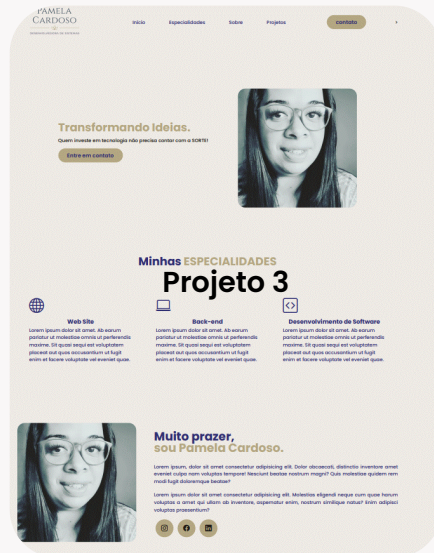 PAMELA
CARDOSO
Início Especialidades Sobre Projetos contato
Transformando Ideias.
Quem investe em tecnologia não precisa contar com a SORTE!
Entre em contato
Minhas ESPECIALIDADES
Projeto 3
Web Site Back-end Desenvolvimento de Software
Lorem ipsum dolor sit amet. Ab earum Lorem ipsum dolor sit amet. Ab earum Lorem ipsum dolor sit amet. Ab earum
pariatur ut molestiae omnis ut perferendis pariatur ut molestiae omnis ut perferendis pariatur ut molestiae omnis ut perferendis
maxime. Sit quasi sequi est voluptatem maxime. Sit quasi sequi est voluptatem maxime. Sit quasi sequi est voluptatem
placeat aut quos accusantium ut fugit placeat aut quos accusantium ut fugit placeat aut quos accusantium ut fugit
enim et facere voluptate vel eveniet quae. enim et facere voluptate vel eveniet quae. enim et facere voluptate vel eveniet quae.
Muito prazer,
sou Pamela Cardoso.
Lorem ipsum, dolor sit amet consectetur adipisicing elit. Dolor obcaecati, distinctio inventore amet
eveniet culpa nam voluptas tempore! Nesciunt beatae nostrum magni? Quis molestiae quidem rem
modi fugit doloremque beatae?
Lorem ipsum, dolor sit amet consectetur adipisicing elit. Molestias eligendi neque cum quae harum
voluptas a amet qui ullam ab inventore, aspernatur enim, nostrum similique natus? Enim adipisci
voluptas praesentium?